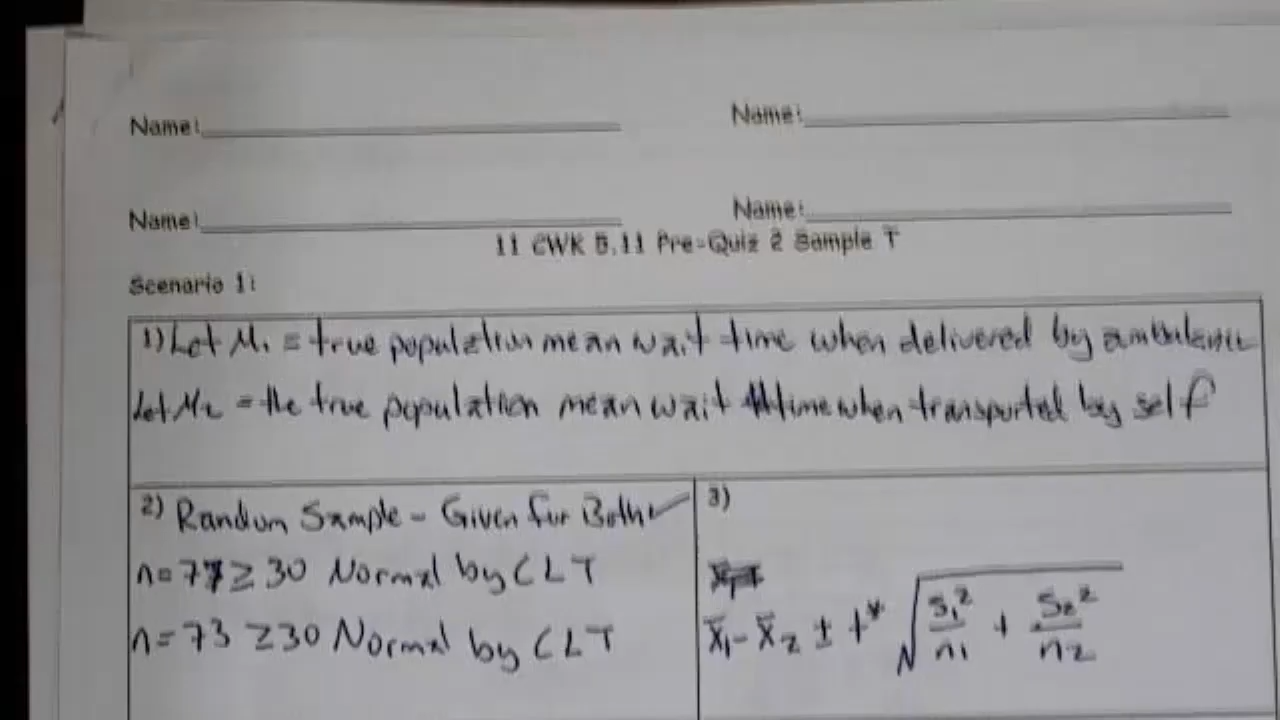 Name:
Name:
Name:
Name:
11 CWK 5.11 Pre-Quiz 2 Sample T
Scenario 1:
1) Let M₁ = true population mean wait time when delivered by ambulance
Let M₂ = the true population mean wait time when transported by self
2) Random Sample - Given for Both ✓
n = 77 ≥ 30 Normal by CLT
n = 73 ≥ 30 Normal by CLT
3)
x̄₁ - x̄₂ ± t* √ s₁²/n₁ + s₂²/n₂